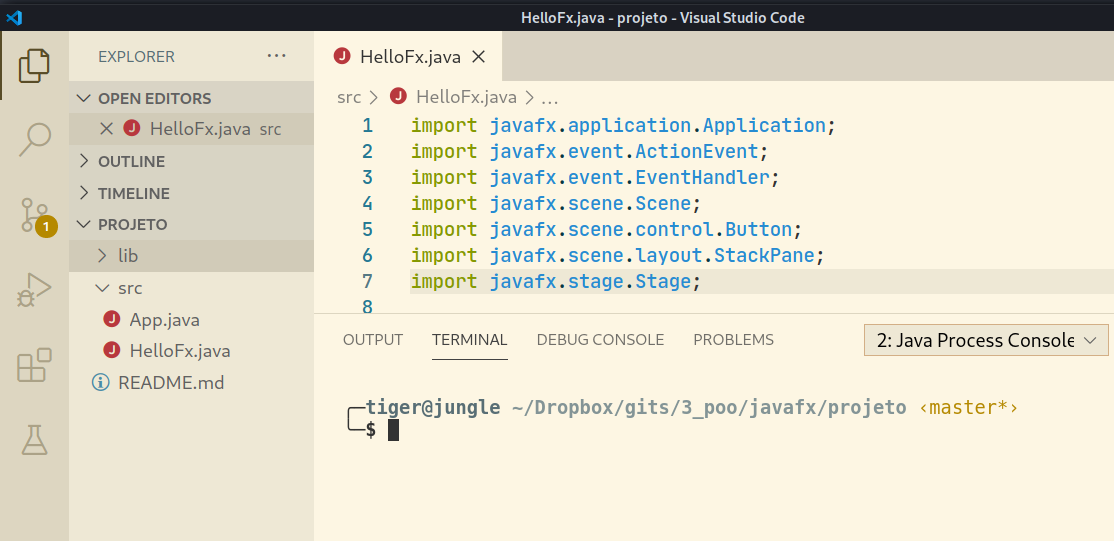 HelloFx.java - projeto - Visual Studio Code
EXPLORER ···
OPEN EDITORS
J HelloFx.java src
OUTLINE
TIMELINE
1
PROJETO
lib
src
J App.java
J HelloFx.java
README.md
J HelloFx.java
src > J HelloFx.java > ...
1 import javafx.application.Application;
2 import javafx.event.ActionEvent;
3 import javafx.event.EventHandler;
4 import javafx.scene.Scene;
5 import javafx.scene.control.Button;
6 import javafx.scene.layout.StackPane;
7 import javafx.stage.Stage;
8
OUTPUT TERMINAL DEBUG CONSOLE PROBLEMS 2: Java Process Console
╭─tiger@jungle ~/Dropbox/gits/3_poo/javafx/projeto ‹master*›
╰─$